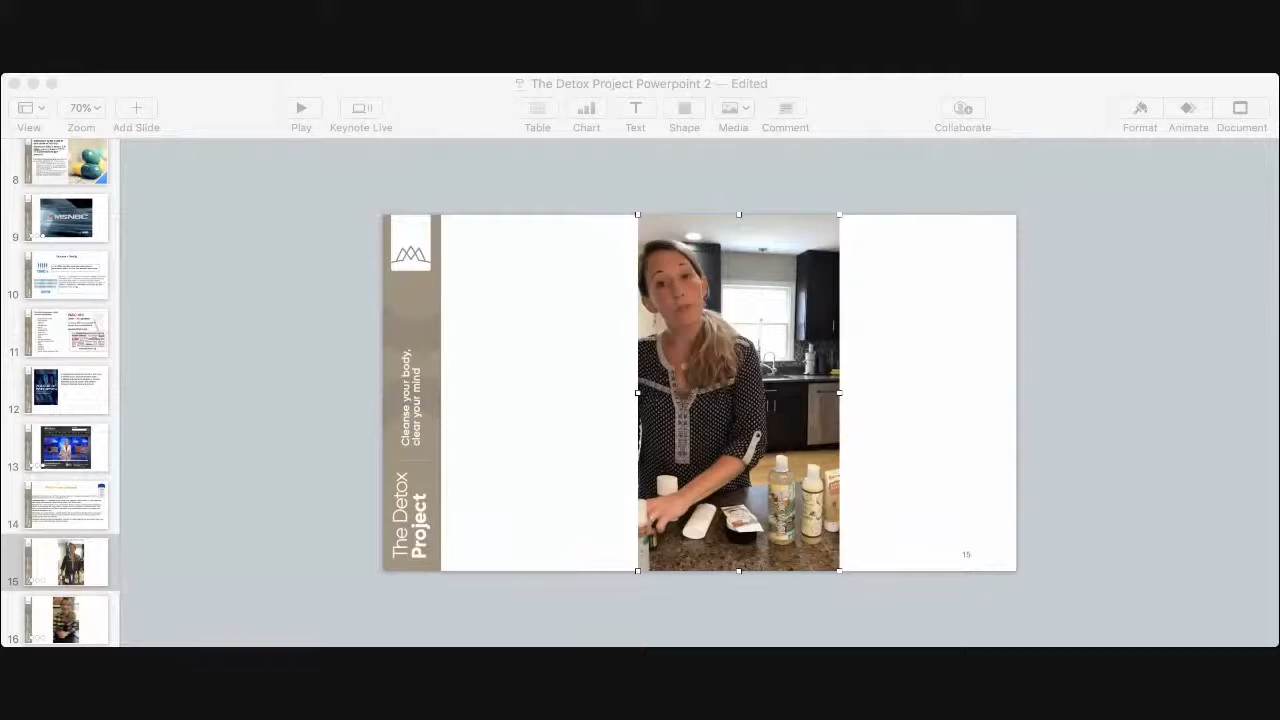 The Detox Project Powerpoint 2 — Edited
70%
View
Zoom
Add Slide
Play
Keynote Live
Table
Chart
Text
Shape
Media
Comment
Collaborate
Format
Animate
Document
8
9
MSNBC
10
11
12
13
14
15
16
The Detox
Project
Cleanse your body,
clear your mind
15